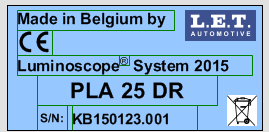 Made in Belgium by
L.E.T.
AUTOMOTIVE
CE
Luminoscope® System 2015
PLA 25 DR
S/N: KB150123.001